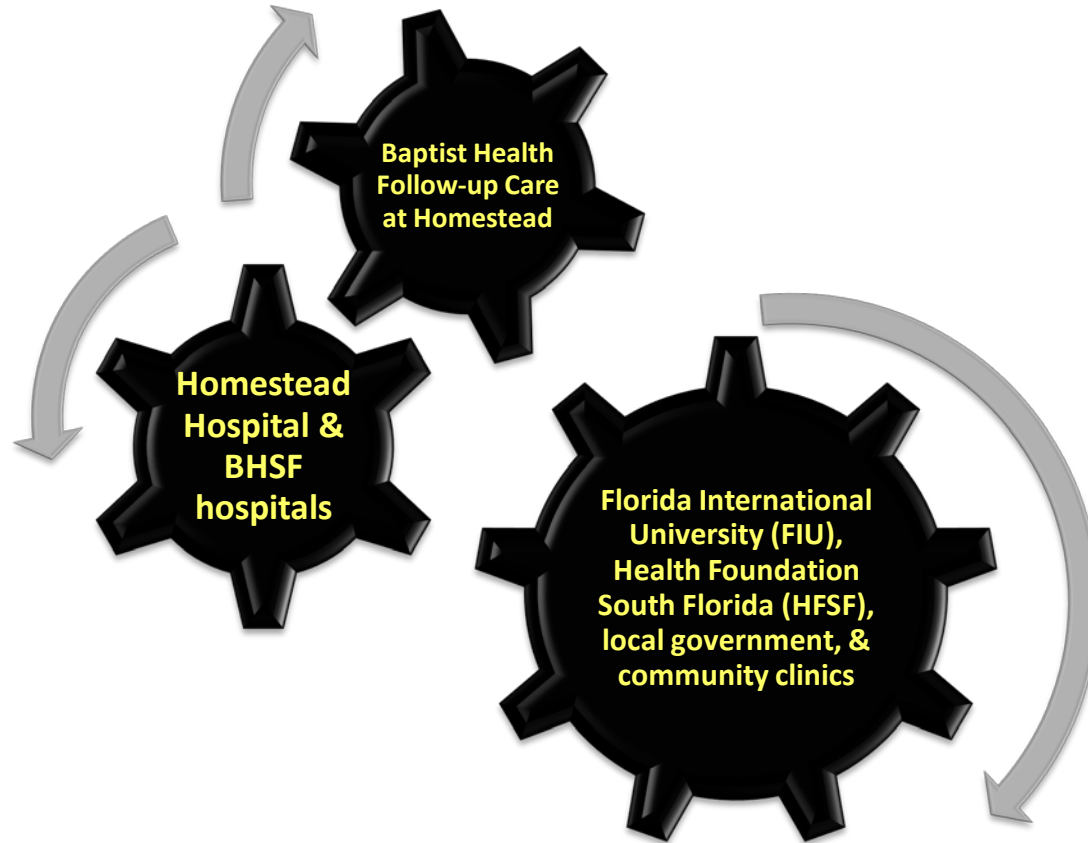 Baptist Health
Follow-up Care
at Homestead
Homestead
Hospital &
BHSF
hospitals
Florida International
University (FIU),
Health Foundation
South Florida (HFSF),
local government, &
community clinics